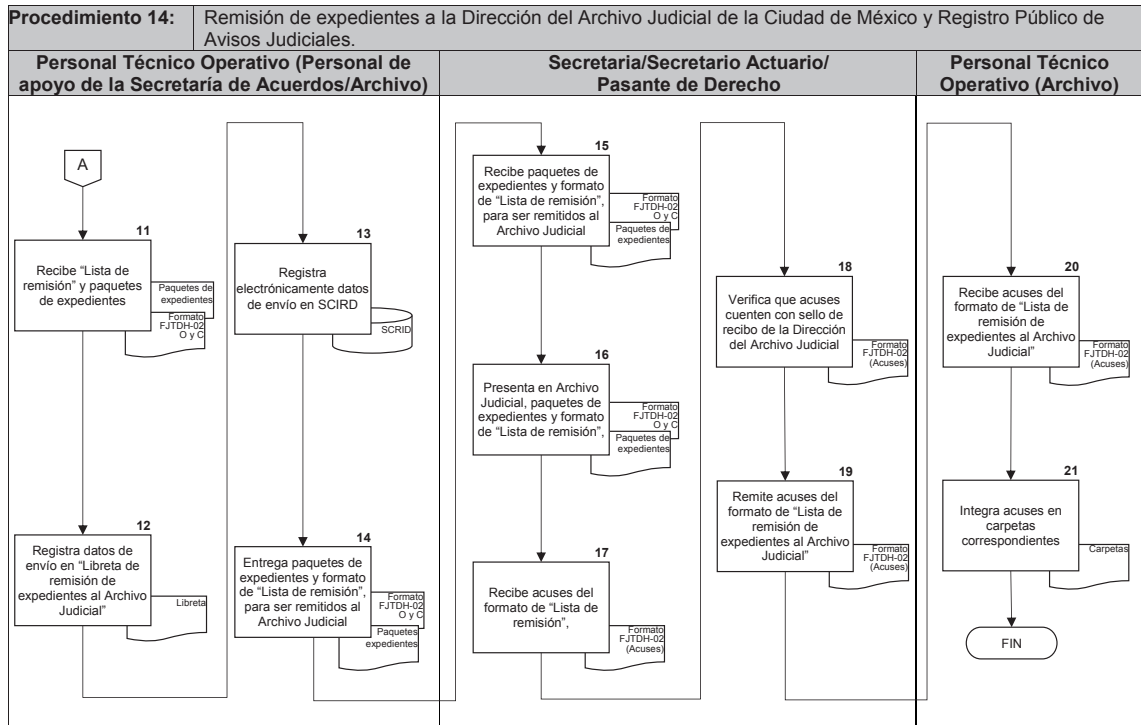 Procedimiento 14:
Remisión de expedientes a la Dirección del Archivo Judicial de la Ciudad de México y Registro Público de
Avisos Judiciales.
Personal Técnico Operativo (Personal de
apoyo de la Secretaría de Acuerdos/Archivo)
Secretaria/Secretario Actuario/
Pasante de Derecho
Personal Técnico
Operativo (Archivo)
A
11
Recibe “Lista de
remisión” y paquetes
de expedientes
Paquetes de
expedientes
Formato
FJTDH-02
O y C
12
Registra datos de
envío en “Libreta de
remisión de
expedientes al Archivo
Judicial”
Libreta
13
Registra
electrónicamente datos
de envío en SCIRD
SCRID
14
Entrega paquetes de
expedientes y formato
de “Lista de remisión”,
para ser remitidos al
Archivo Judicial
Formato
FJTDH-02
O y C
Paquetes
expedientes
15
Recibe paquetes de
expedientes y formato
de “Lista de remisión”,
para ser remitidos al
Archivo Judicial
Formato
FJTDH-02
O y C
Paquetes de
expedientes
16
Presenta en Archivo
Judicial, paquetes de
expedientes y formato
de “Lista de remisión”,
Formato
FJTDH-02
O y C
Paquetes de
expedientes
17
Recibe acuses del
formato de “Lista de
remisión”,
Formato
FJTDH-02
(Acuses)
18
Verifica que acuses
cuenten con sello de
recibo de la Dirección
del Archivo Judicial
Formato
FJTDH-02
(Acuses)
19
Remite acuses del
formato de “Lista de
remisión de
expedientes al Archivo
Judicial”
Formato
FJTDH-02
(Acuses)
20
Recibe acuses del
formato de “Lista de
remisión de
expedientes al Archivo
Judicial”
Formato
FJTDH-02
(Acuses)
21
Integra acuses en
carpetas
correspondientes
Carpetas
FIN